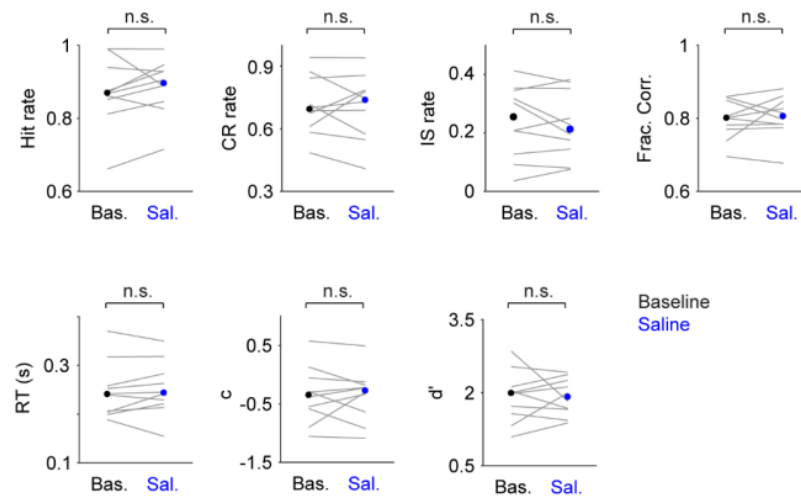 n.s.
Hit rate
1
0.8
0.6
Bas. Sal.
n.s.
CR rate
0.9
0.6
0.3
Bas. Sal.
n.s.
IS rate
0.4
0.2
0
Bas. Sal.
n.s.
Frac. Corr.
1
0.8
0.6
Bas. Sal.
n.s.
RT (s)
0.3
0.1
Bas. Sal.
n.s.
c
0.5
-0.5
-1.5
Bas. Sal.
n.s.
d'
3.5
2
0.5
Bas. Sal.
Baseline
Saline